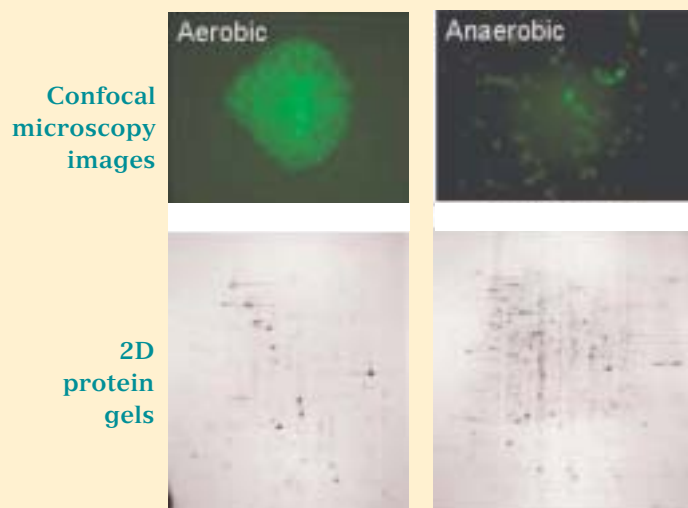 Aerobic
Anaerobic
Confocal
microscopy
images
2D
protein
gels